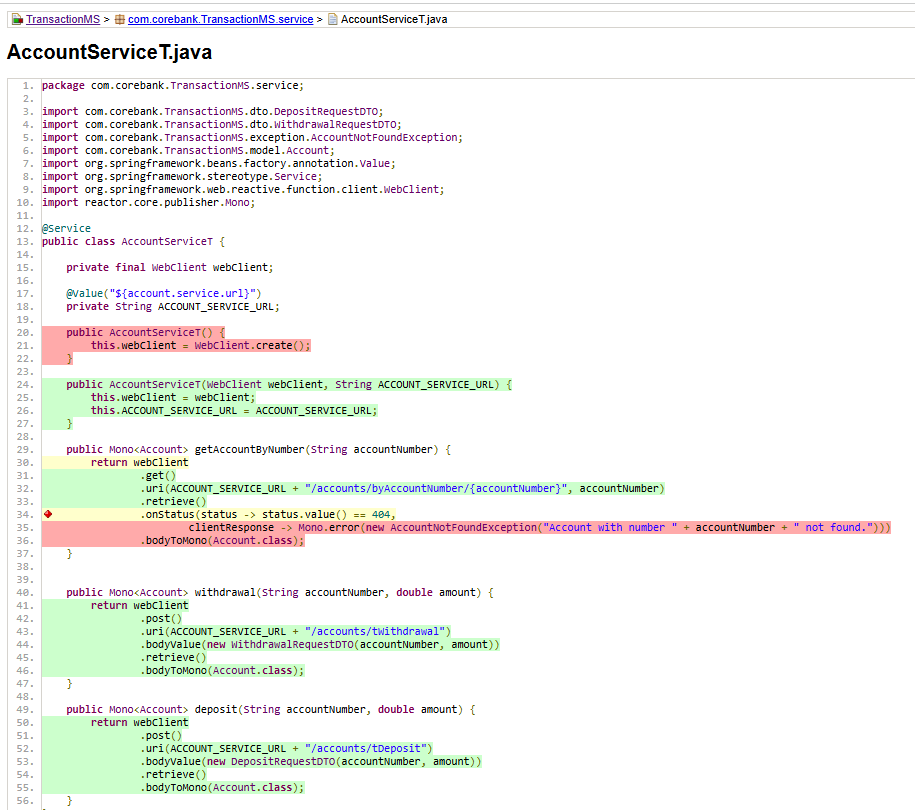 TransactionMS > com.corebank.TransactionMS.service > AccountServiceT.java
AccountServiceT.java
1. package com.corebank.TransactionMS.service;
2.
3. import com.corebank.TransactionMS.dto.DepositRequestDTO;
4. import com.corebank.TransactionMS.dto.WithdrawalRequestDTO;
5. import com.corebank.TransactionMS.exception.AccountNotFoundException;
6. import com.corebank.TransactionMS.model.Account;
7. import org.springframework.beans.factory.annotation.Value;
8. import org.springframework.stereotype.Service;
9. import org.springframework.web.reactive.function.client.WebClient;
10. import reactor.core.publisher.Mono;
11.
12. @Service
13. public class AccountServiceT {
14.
15.     private final WebClient webClient;
16.
17.     @Value("${account.service.url}")
18.     private String ACCOUNT_SERVICE_URL;
19.
20.     public AccountServiceT() {
21.         this.webClient = WebClient.create();
22.     }
23.
24.     public AccountServiceT(WebClient webClient, String ACCOUNT_SERVICE_URL) {
25.         this.webClient = webClient;
26.         this.ACCOUNT_SERVICE_URL = ACCOUNT_SERVICE_URL;
27.     }
28.
29.     public Mono<Account> getAccountByNumber(String accountNumber) {
30.         return webClient
31.                 .get()
32.                 .uri(ACCOUNT_SERVICE_URL + "/accounts/byAccountNumber/{accountNumber}", accountNumber)
33.                 .retrieve()
34.                 .onStatus(status -> status.value() == 404,
35.                         clientResponse -> Mono.error(new AccountNotFoundException("Account with number " + accountNumber + " not found.")))
36.                 .bodyToMono(Account.class);
37.     }
38.
39.
40.     public Mono<Account> withdrawal(String accountNumber, double amount) {
41.         return webClient
42.                 .post()
43.                 .uri(ACCOUNT_SERVICE_URL + "/accounts/tWithdrawal")
44.                 .bodyValue(new WithdrawalRequestDTO(accountNumber, amount))
45.                 .retrieve()
46.                 .bodyToMono(Account.class);
47.     }
48.
49.     public Mono<Account> deposit(String accountNumber, double amount) {
50.         return webClient
51.                 .post()
52.                 .uri(ACCOUNT_SERVICE_URL + "/accounts/tDeposit")
53.                 .bodyValue(new DepositRequestDTO(accountNumber, amount))
54.                 .retrieve()
55.                 .bodyToMono(Account.class);
56.     }